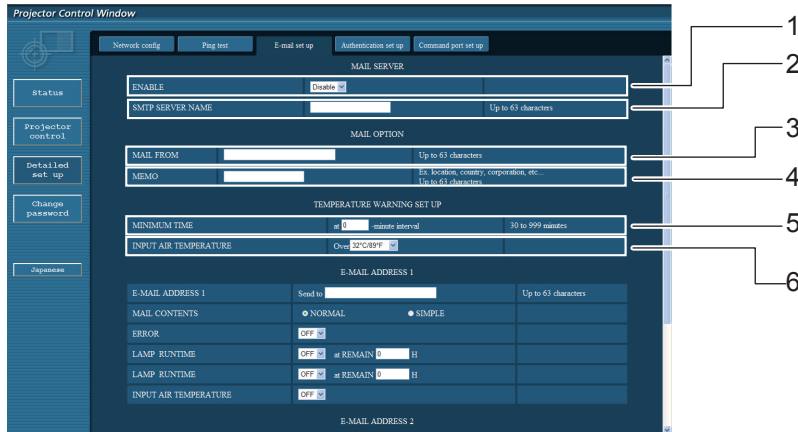 Projector Control Window
Network config Ping test E-mail set up Authentication set up Command port set up
Status
Projector control
Detailed set up
Change password
Japanese
MAIL SERVER
ENABLE Disable
SMTP SERVER NAME Up to 63 characters
MAIL OPTION
MAIL FROM Up to 63 characters
MEMO Ex. location, country, corporation, etc...
Up to 63 characters
TEMPERATURE WARNING SET UP
MINIMUM TIME at 0 -minute interval 30 to 999 minutes
INPUT AIR TEMPERATURE Over 32°C/89°F
E-MAIL ADDRESS 1
E-MAIL ADDRESS 1 Send to Up to 63 characters
MAIL CONTENTS NORMAL SIMPLE
ERROR OFF
LAMP RUNTIME OFF at REMAIN 0 H
LAMP RUNTIME OFF at REMAIN 0 H
INPUT AIR TEMPERATURE OFF
E-MAIL ADDRESS 2
1
2
3
4
5
6